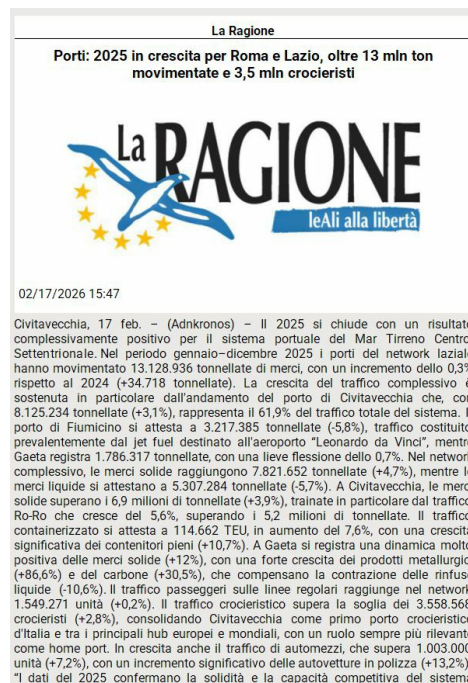 La Ragione
Porti: 2025 in crescita per Roma e Lazio, oltre 13 mln ton
movimentate e 3,5 mln crocieristi
La RAGIONE
leAli alla libertà
02/17/2026 15:47
Civitavecchia, 17 feb. – (Adnkronos) – Il 2025 si chiude con un risultato
complessivamente positivo per il sistema portuale del Mar Tirreno Centro
Settentrionale. Nel periodo gennaio–dicembre 2025 i porti del network laziale
hanno movimentato 13.128.936 tonnellate di merci, con un incremento dello 0,3%
rispetto al 2024 (+34.718 tonnellate). La crescita del traffico complessivo è
sostenuta in particolare dall'andamento del porto di Civitavecchia che, con
8.125.234 tonnellate (+3,1%), rappresenta il 61,9% del traffico totale del sistema. Il
porto di Fiumicino si attesta a 3.217.385 tonnellate (-5,8%), traffico costituito
prevalentemente dal jet fuel destinato all'aeroporto “Leonardo da Vinci”, mentre
Gaeta registra 1.786.317 tonnellate, con una lieve flessione dello 0,7%. Nel network
complessivo, le merci solide raggiungono 7.821.652 tonnellate (+4,7%), mentre le
merci liquide si attestano a 5.307.284 tonnellate (-5,7%). A Civitavecchia, le merci
solide superano i 6,9 milioni di tonnellate (+3,9%), trainate in particolare dal traffico
Ro-Ro che cresce del 5,6%, superando i 5,2 milioni di tonnellate. Il traffico
containerizzato si attesta a 114.662 TEU, in aumento del 7,6%, con una crescita
significativa dei contenitori pieni (+10,7%). A Gaeta si registra una dinamica molto
positiva delle merci solide (+12%), con una forte crescita dei prodotti metallurgici
(+86,6%) e del carbone (+30,5%), che compensano la contrazione delle rinfuse
liquide (-10,6%). Il traffico passeggeri sulle linee regolari raggiunge nel network
1.549.271 unità (+0,2%). Il traffico crocieristico supera la soglia dei 3.558.568
crocieristi (+2,8%), consolidando Civitavecchia come primo porto crocieristico
d'Italia e tra i principali hub europei e mondiali, con un ruolo sempre più rilevante
come home port. In crescita anche il traffico di automezzi, che supera 1.003.000
unità (+7,2%), con un incremento significativo delle autovetture in polizza (+13,2%).
“I dati del 2025 confermano la solidità e la capacità competitiva del sistema